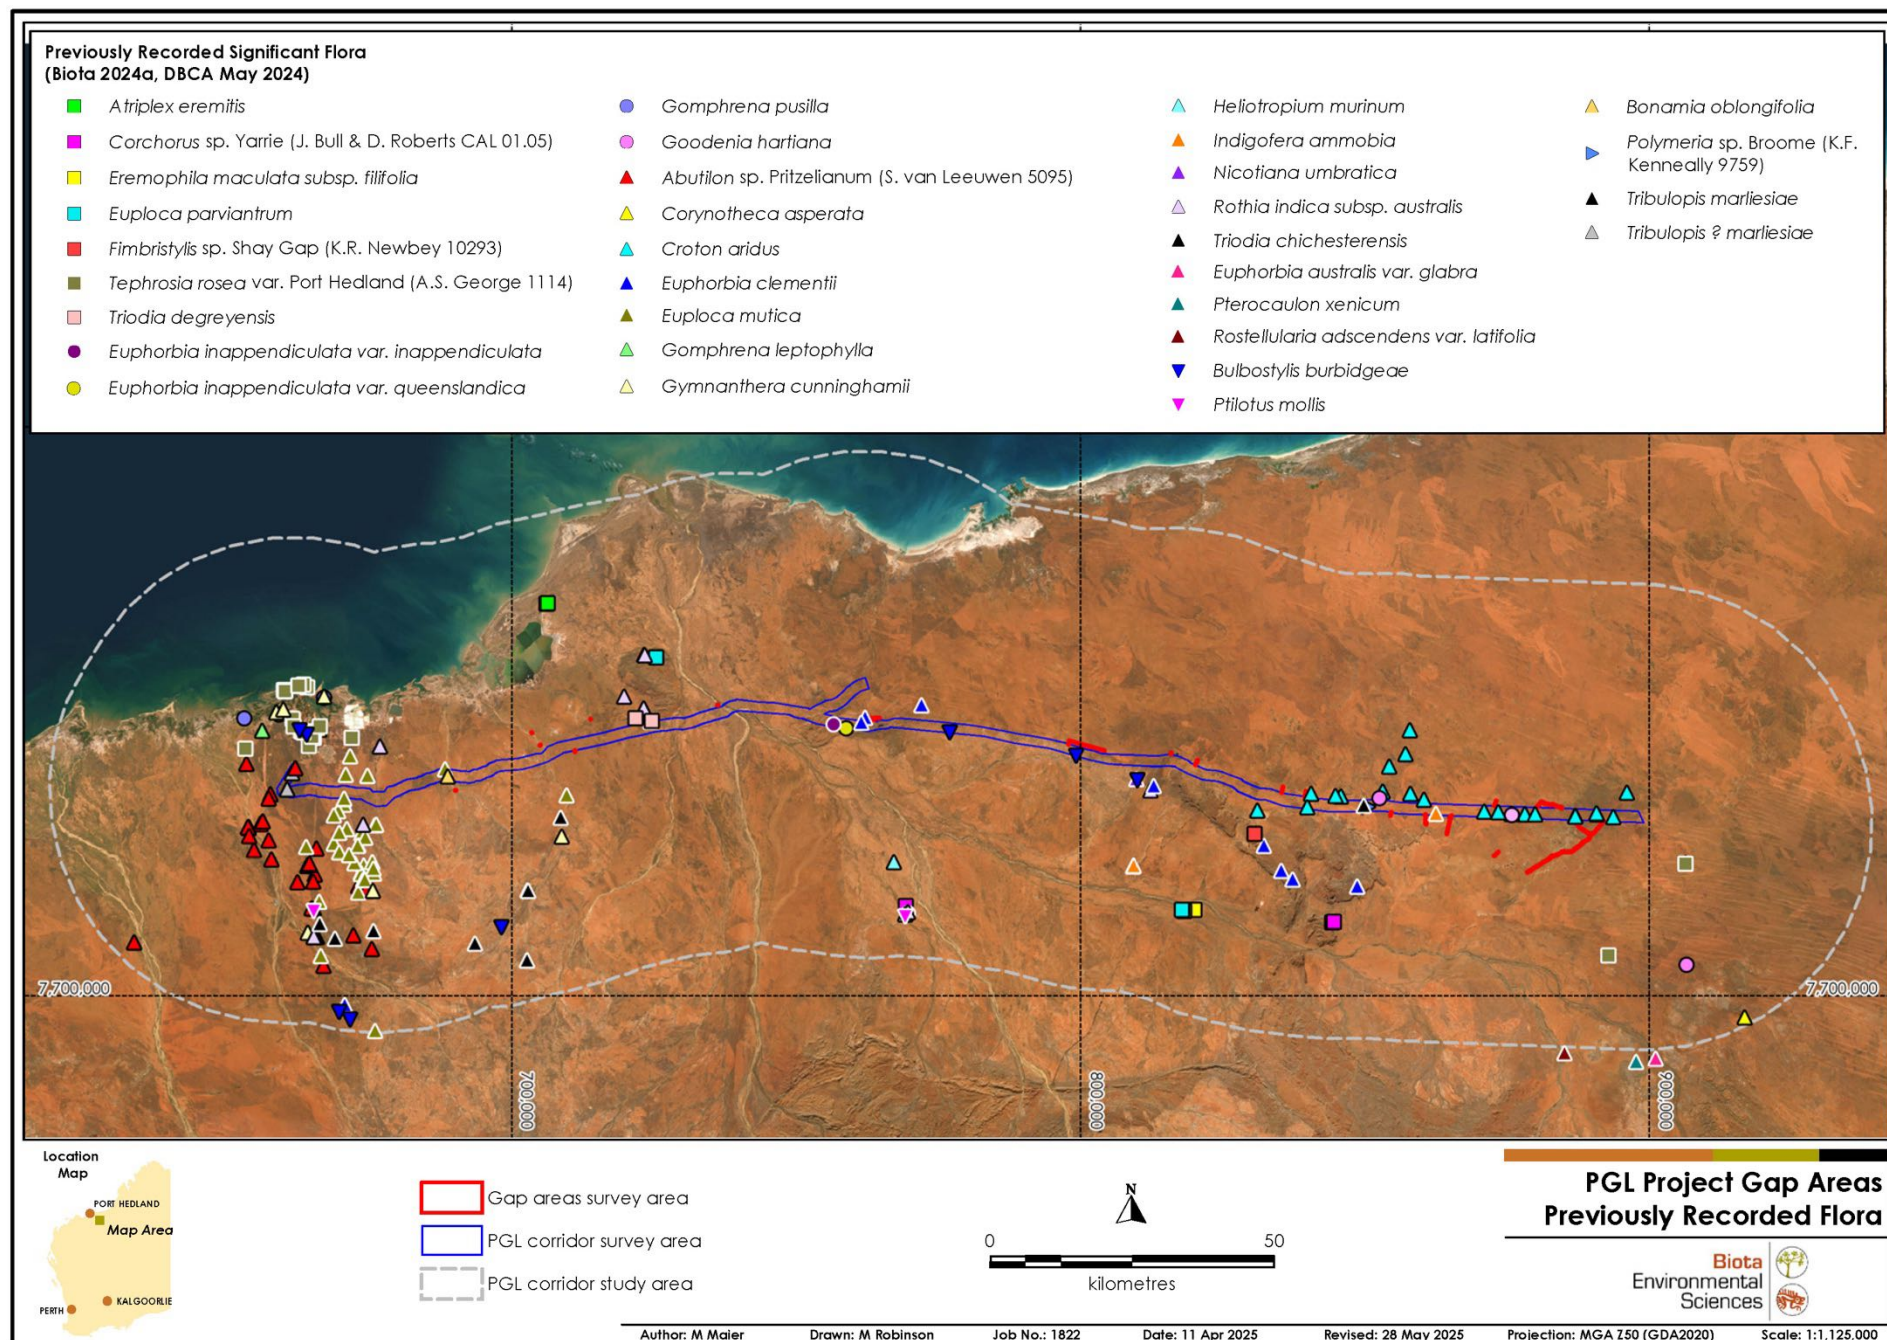 Previously Recorded Significant Flora
(Biota 2024a, DBCA May 2024)
Atriplex eremitis
Corchorus sp. Yarrie (J. Bull & D. Roberts CAL 01.05)
Eremophila maculata subsp. filifolia
Euploca parviantrum
Fimbristylis sp. Shay Gap (K.R. Newbey 10293)
Tephrosia rosea var. Port Hedland (A.S. George 1114)
Triodia degreyensis
Euphorbia inappendiculata var. inappendiculata
Euphorbia inappendiculata var. queenslandica
Gomphrena pusilla
Goodenia hartiana
Abutilon sp. Pritzelianum (S. van Leeuwen 5095)
Corynotheca asperata
Croton aridus
Euphorbia clementii
Euploca mutica
Gomphrena leptophylla
Gymnanthera cunninghamii
Heliotropium murinum
Indigofera ammobia
Nicotiana umbratica
Rothia indica subsp. australis
Triodia chichesterensis
Euphorbia australis var. glabra
Pterocaulon xenicum
Rostellularia adscendens var. latifolia
Bulbostylis burbidgeae
Ptilotus mollis
Bonamia oblongifolia
Polymeria sp. Broome (K.F.
Kenneally 9759)
Tribulopis marliesiae
Tribulopis ? marliesiae
7,700,000
7,700,000
700,000
800,000
900,000
Location
Map
PORT HEDLAND
Map Area
KALGOORLIE
PERTH
Gap areas survey area
PGL corridor survey area
PGL corridor study area
N
0 50
kilometres
PGL Project Gap Areas
Previously Recorded Flora
Biota
Environmental
Sciences
Author: M Maier Drawn: M Robinson Job No.: 1822 Date: 11 Apr 2025 Revised: 28 May 2025 Projection: MGA Z50 (GDA2020) Scale: 1:1,125,000